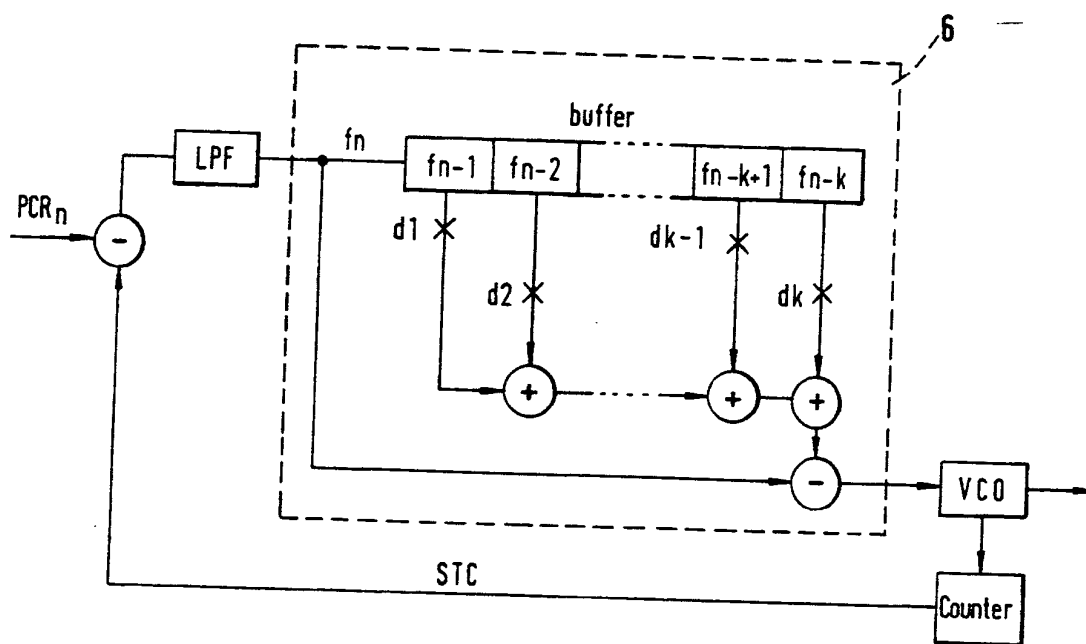 6
buffer
fn
LPF
fn-1
fn-2
fn-k+1
fn-k
PCRn
-
d1
dk-1
d2
dk
+
+
+
-
VCO
STC
Counter